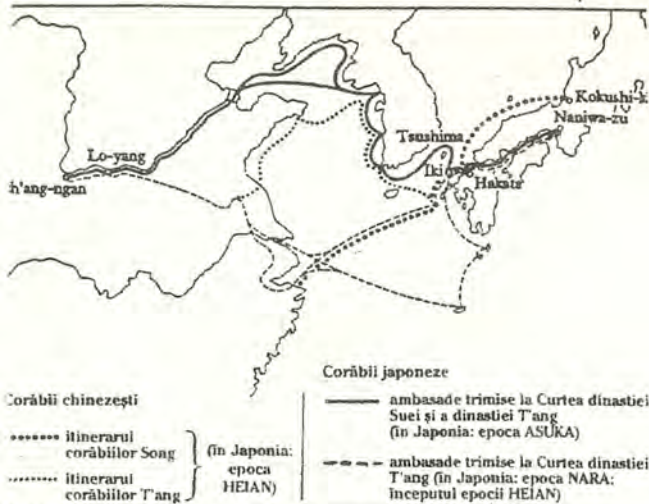 Kokushi-k
Naniwa-zu
Tsushima
Lo-yang
Iki
Hakata
h'ang-ngan
Corăbii japoneze
Corăbii chinezeşti
ambasade trimise la Curtea dinastiei
Suei şi a dinastiei T'ang
(în Japonia: epoca ASUKA)
itinerarul
corăbiilor Song
(în Japonia:
epoca
HEIAN)
itinerarul
corăbiilor T'ang
ambasade trimise la Curtea dinastiei
T'ang (în Japonia: epoca NARA;
începutul epocii HEIAN)